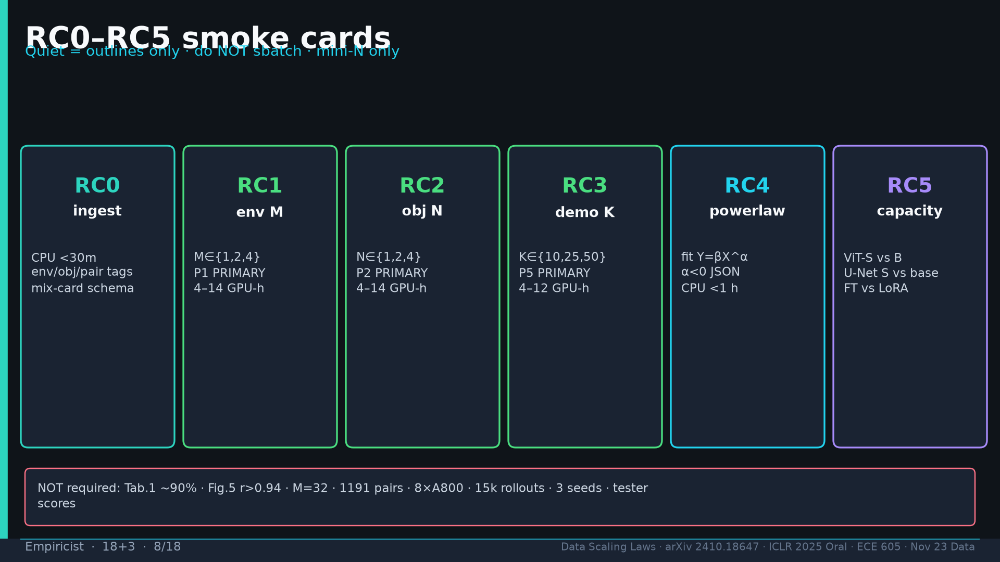 RC0–RC5 smoke cards
Quiet = outlines only · do NOT sbatch · mini-N only
RC0
ingest
CPU <30m
env/obj/pair tags
mix-card schema
RC1
env M
M∈{1,2,4}
P1 PRIMARY
4–14 GPU-h
RC2
obj N
N∈{1,2,4}
P2 PRIMARY
4–14 GPU-h
RC3
demo K
K∈{10,25,50}
P5 PRIMARY
4–12 GPU-h
RC4
powerlaw
fit Y=βX^α
α<0 JSON
CPU <1 h
RC5
capacity
ViT-S vs B
U-Net S vs base
FT vs LoRA
NOT required: Tab.1 ~90% · Fig.5 r>0.94 · M=32 · 1191 pairs · 8×A800 · 15k rollouts · 3 seeds · tester
scores
Empiricist · 18+3 · 8/18
Data Scaling Laws · arXiv 2410.18647 · ICLR 2025 Oral · ECE 605 · Nov 23 Data